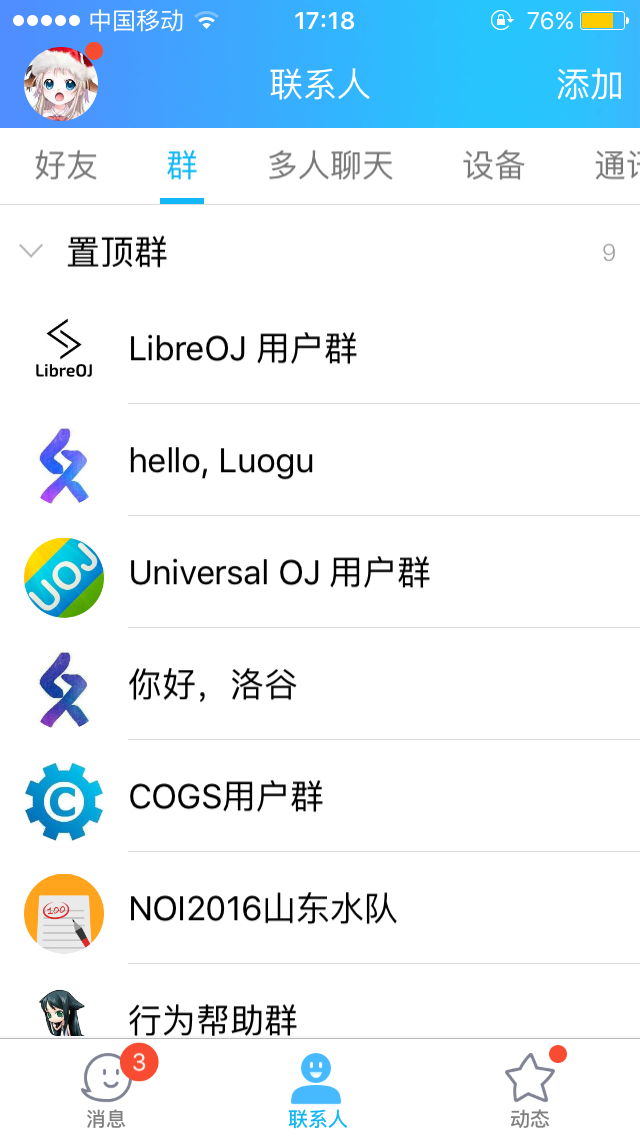 中国移动 17:18 76%
联系人 添加
好友 群 多人聊天 设备 通讯
置顶群 9
LibreOJ
LibreOJ 用户群
hello, Luogu
UOJ
Universal OJ 用户群
你好，洛谷
C
COGS用户群
100
NOI2016山东水队
行为帮助群
3
消息 联系人 动态